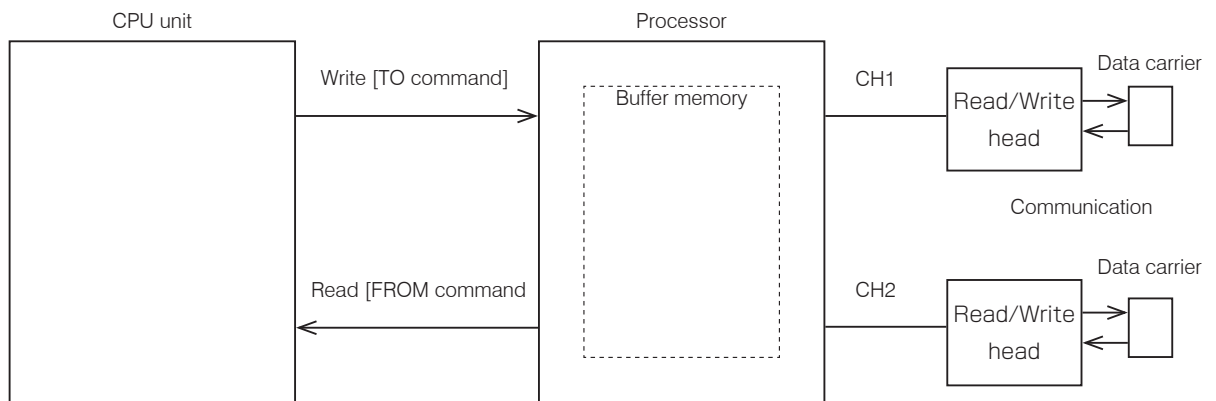 CPU unit
Processor
Write [TO command]
Buffer memory
CH1
Read/Write
head
Data carrier
Communication
Read [FROM command
CH2
Read/Write
head
Data carrier